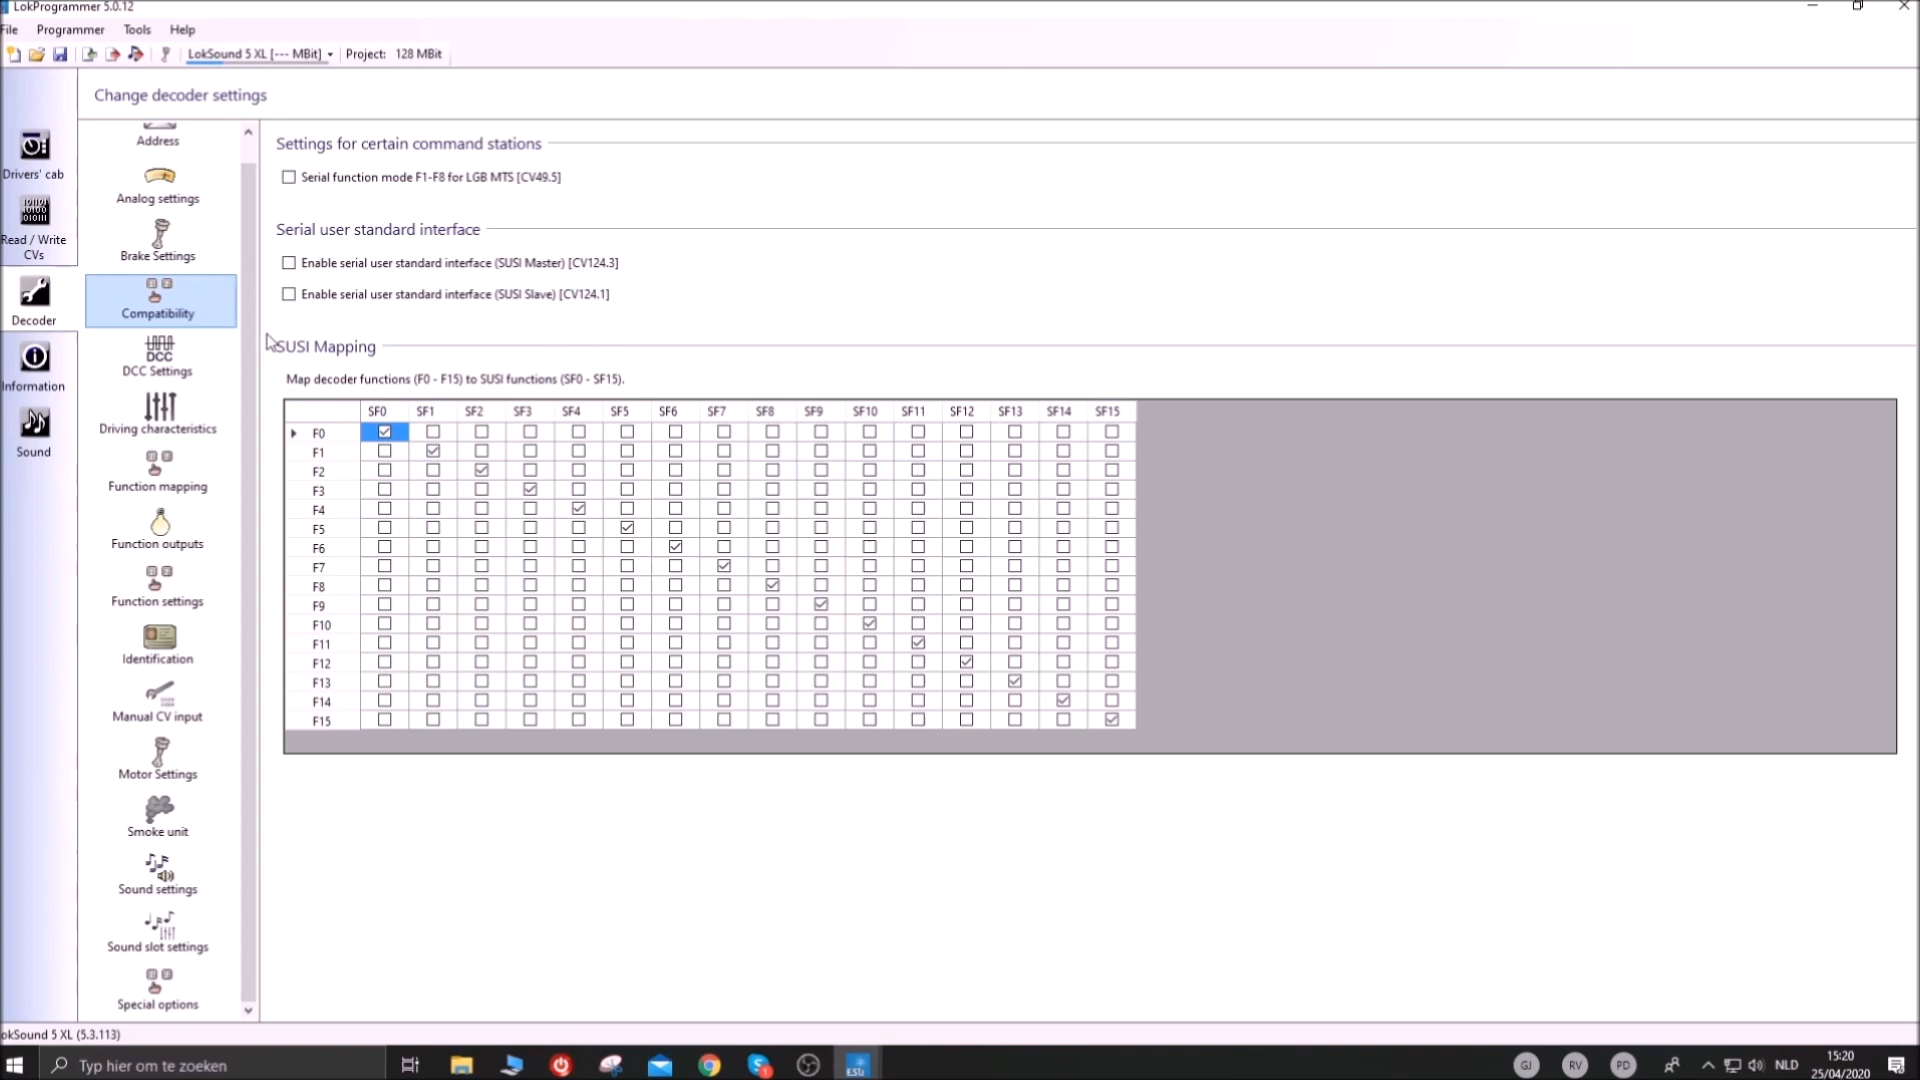 LokProgrammer 5.0.12
File Programmer Tools Help
LokSound 5 XL [--- MBit] Project: 128 MBit
Change decoder settings
Drivers' cab
Read / Write
CVs
Decoder
Information
Sound
Address
Analog settings
Brake Settings
Compatibility
DCC
DCC Settings
Driving characteristics
Function mapping
Function outputs
Function settings
Identification
Manual CV input
Motor Settings
Smoke unit
Sound settings
Sound slot settings
Special options
Settings for certain command stations
Serial function mode F1-F8 for LGB MTS [CV49.5]
Serial user standard interface
Enable serial user standard interface (SUSI Master) [CV124.3]
Enable serial user standard interface (SUSI Slave) [CV124.1]
SUSI Mapping
Map decoder functions (F0 - F15) to SUSI functions (SF0 - SF15).
SF0 SF1 SF2 SF3 SF4 SF5 SF6 SF7 SF8 SF9 SF10 SF11 SF12 SF13 SF14 SF15
F0
F1
F2
F3
F4
F5
F6
F7
F8
F9
F10
F11
F12
F13
F14
F15
okSound 5 XL (5.3.113)
Typ hier om te zoeken
ESU
GJ RV PD NLD
15:20
25/04/2020